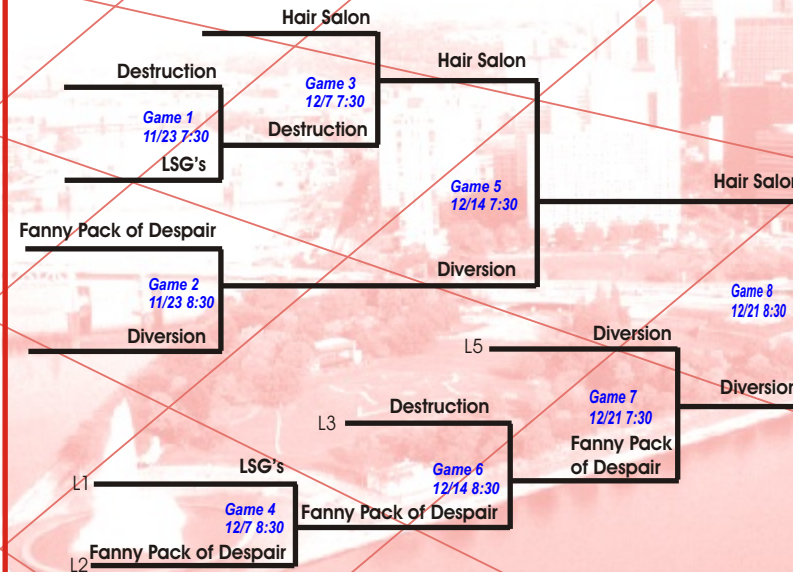 Hair Salon
Destruction
Game 1
11/23 7:30
LSG's
Game 3
12/7 7:30
Destruction
Hair Salon
Fanny Pack of Despair
Game 2
11/23 8:30
Diversion
Game 5
12/14 7:30
Diversion
Hair Salon
Game 8
12/21 8:30
L5
Diversion
Game 7
12/21 7:30
Fanny Pack
of Despair
Diversion
L3
Destruction
Game 6
12/14 8:30
Fanny Pack of Despair
L1
LSG's
Game 4
12/7 8:30
L2
Fanny Pack of Despair